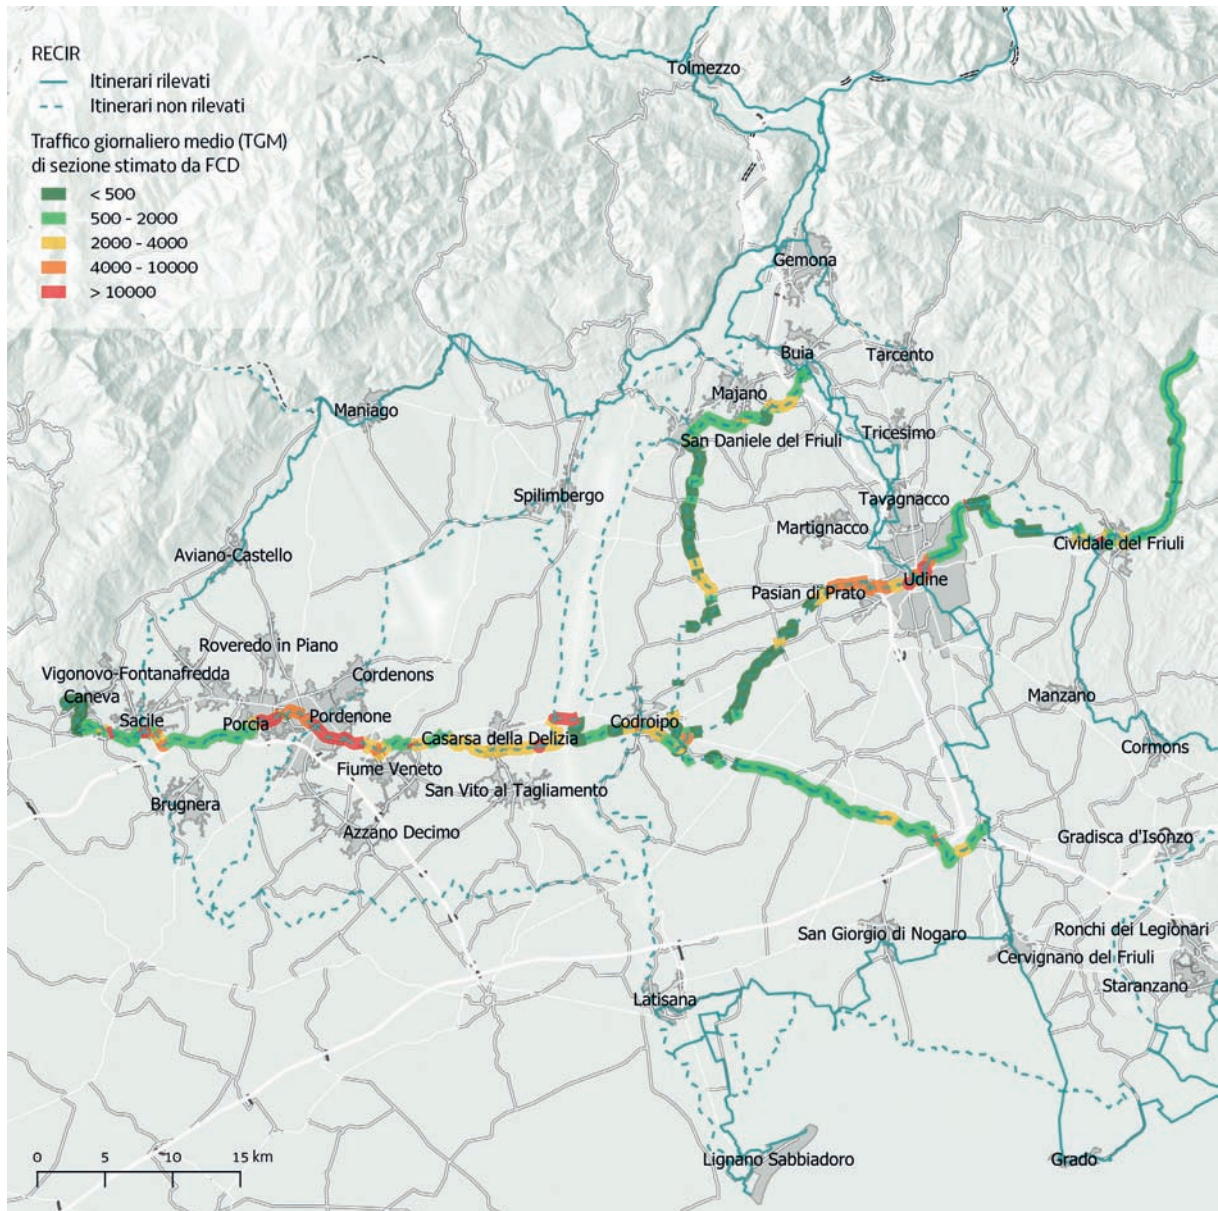 RECIR
Itinerari rilevati
Itinerari non rilevati
Traffico giornaliero medio (TGM)
di sezione stimato da FCD
< 500
500 - 2000
2000 - 4000
4000 - 10000
> 10000
Tolmezzo
Gemona
Buia
Tarcento
Majano
Maniago
San Daniele del Friuli
Tricesimo
Spilimbergo
Tavagnacco
Martignacco
Cividale del Friuli
Aviano-Castello
Udine
Pasian di Prato
Roveredo in Piano
Vigonovo-Fontanafredda
Cordenons
Caneva
Manzano
Sacile
Porcia
Pordenone
Codroipo
Casarsa della Delizia
Cormons
Fiume Veneto
San Vito al Tagliamento
Brugnera
Azzano Decimo
Gradisca d'Isonzo
San Giorgio di Nogaro
Ronchi dei Legionari
Cervignano del Friuli
Staranzano
Latisana
Lignano Sabbiadoro
Grado
0 5 10 15 km